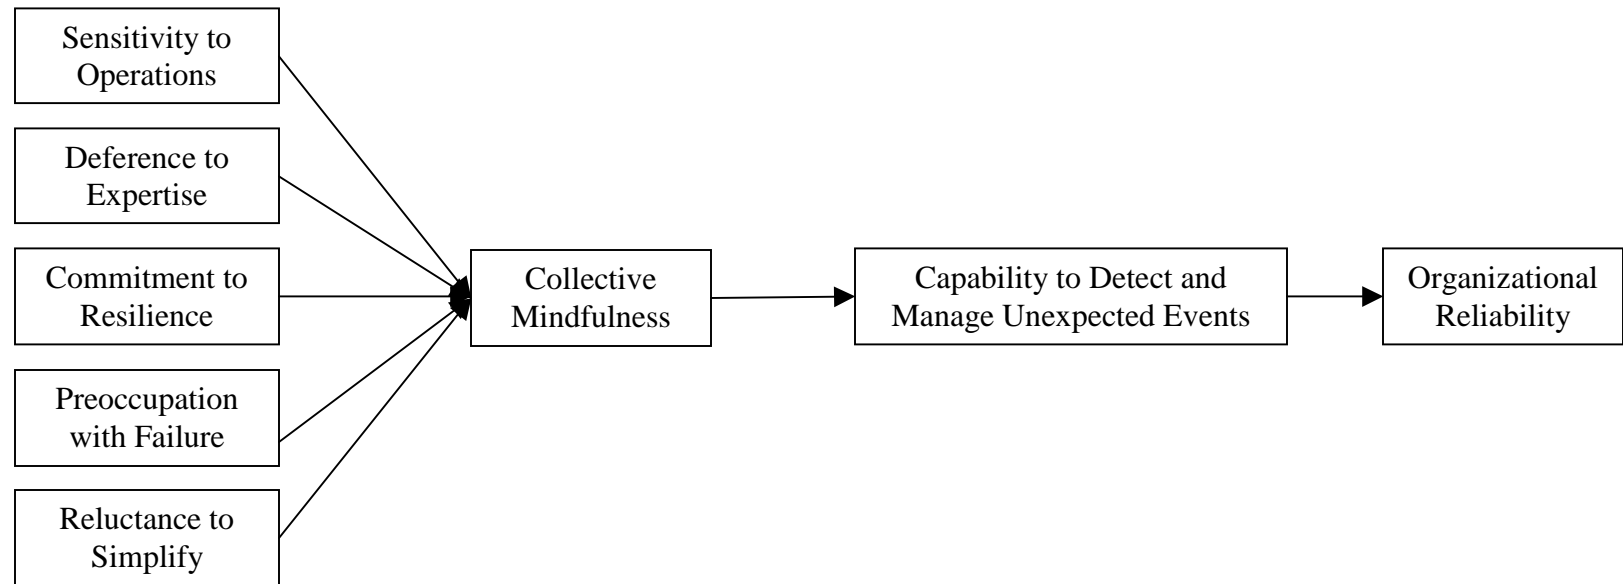 Sensitivity to
Operations
Deference to
Expertise
Commitment to
Resilience
Preoccupation
with Failure
Reluctance to
Simplify
Collective
Mindfulness
Capability to Detect and
Manage Unexpected Events
Organizational
Reliability